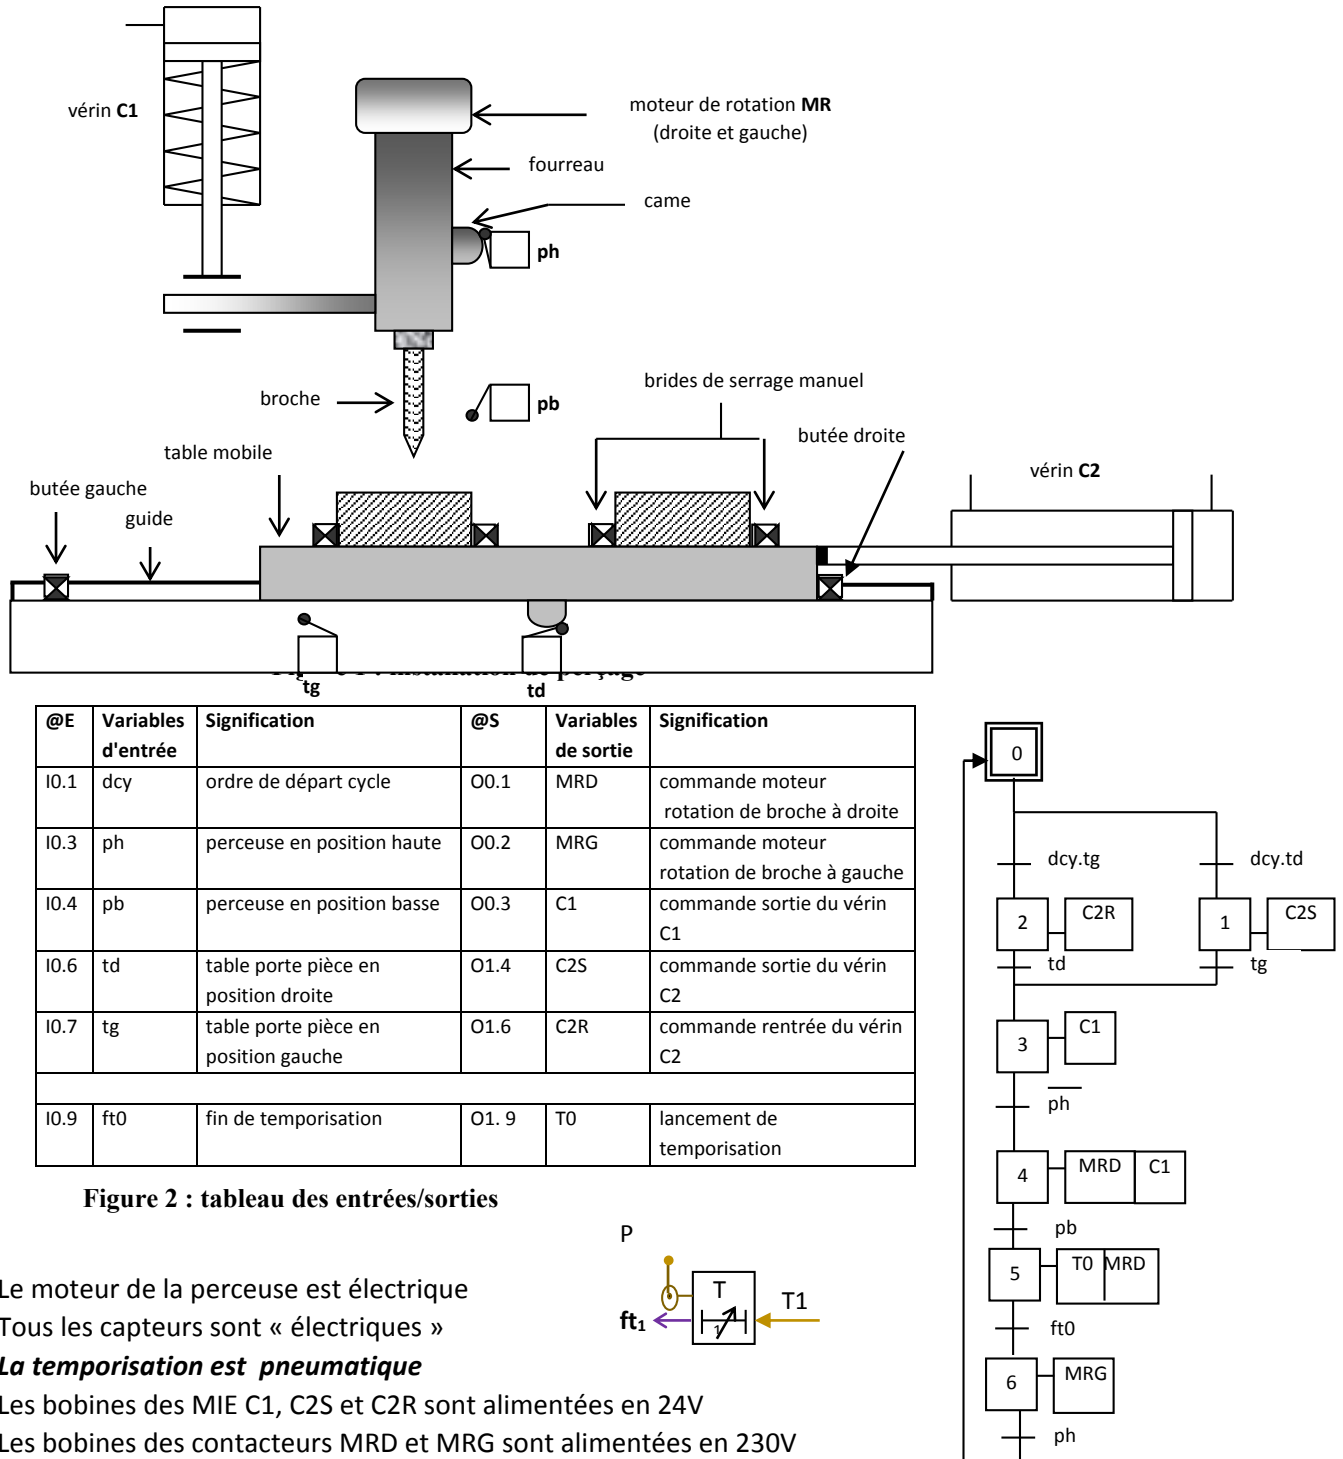 vérin C1
moteur de rotation MR
(droite et gauche)
fourreau
came
ph
broche
pb
brides de serrage manuel
butée droite
table mobile
vérin C2
butée gauche
guide
tg
td
@E Variables d'entrée Signification @S Variables de sortie Signification
I0.1 dcy ordre de départ cycle O0.1 MRD commande moteur rotation de broche à droite
I0.3 ph perceuse en position haute O0.2 MRG commande moteur rotation de broche à gauche
I0.4 pb perceuse en position basse O0.3 C1 commande sortie du vérin C1
I0.6 td table porte pièce en position droite O1.4 C2S commande sortie du vérin C2
I0.7 tg table porte pièce en position gauche O1.6 C2R commande rentrée du vérin C2
I0.9 ft0 fin de temporisation O1. 9 T0 lancement de temporisation
Figure 2 : tableau des entrées/sorties
0
dcy.tg
dcy.td
2
C2R
1
C2S
td
tg
3
C1
ph
4
MRD
C1
pb
5
T0
MRD
ft0
6
MRG
ph
P
T
1
T1
ft1
Le moteur de la perceuse est électrique
Tous les capteurs sont « électriques »
La temporisation est pneumatique
Les bobines des MIE C1, C2S et C2R sont alimentées en 24V
Les bobines des contacteurs MRD et MRG sont alimentées en 230V